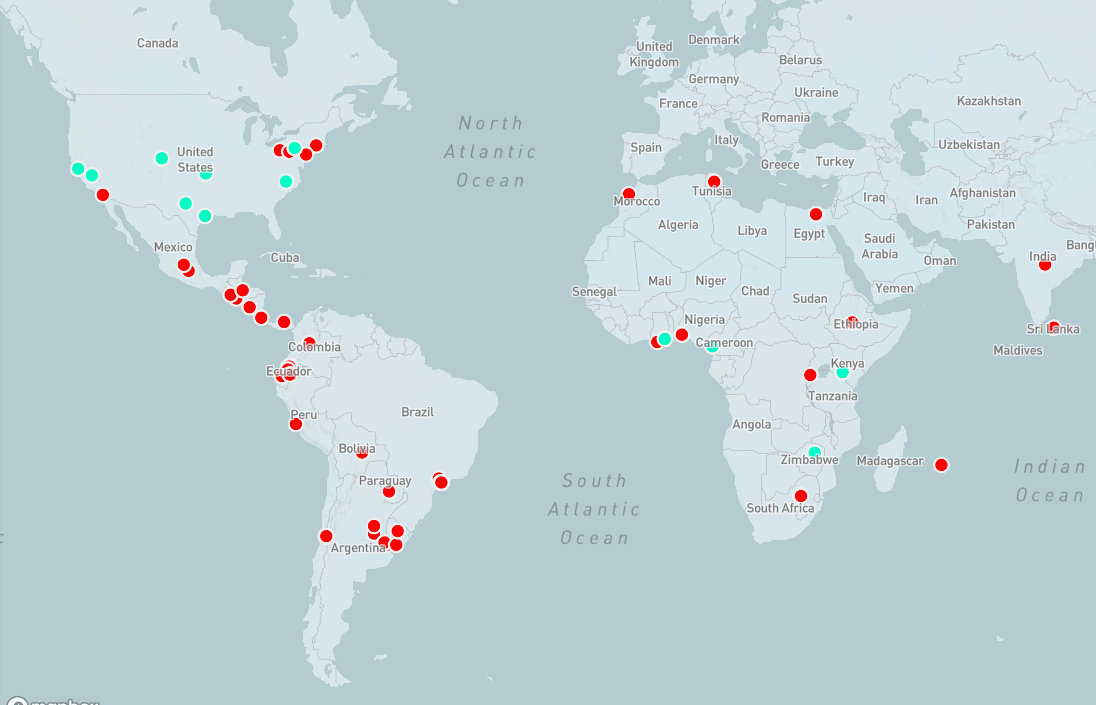 Canada
Denmark
United
Kingdom
Belarus
Germany
Ukraine
France
Kazakhstan
Romania
North
Atlantic
Ocean
Italy
Spain
Uzbekistan
United
States
Greece
Turkey
Tunisia
Afghanistan
Morocco
Iraq
Iran
Algeria
Pakistan
Libya
Egypt
Saudi
Arabia
Mexico
Bangl
Cuba
India
Oman
Mali
Niger
Chad
Yemen
Senegal
Sudan
Nigeria
Ethiopia
Sri Lanka
Colombia
Cameroon
Maldives
Ecuador
Kenya
Tanzania
Peru
Brazil
Angola
Bolivia
Zimbabwe
Madagascar
Indian
Ocean
Paraguay
South
Atlantic
Ocean
South Africa
Argentina
mapbox